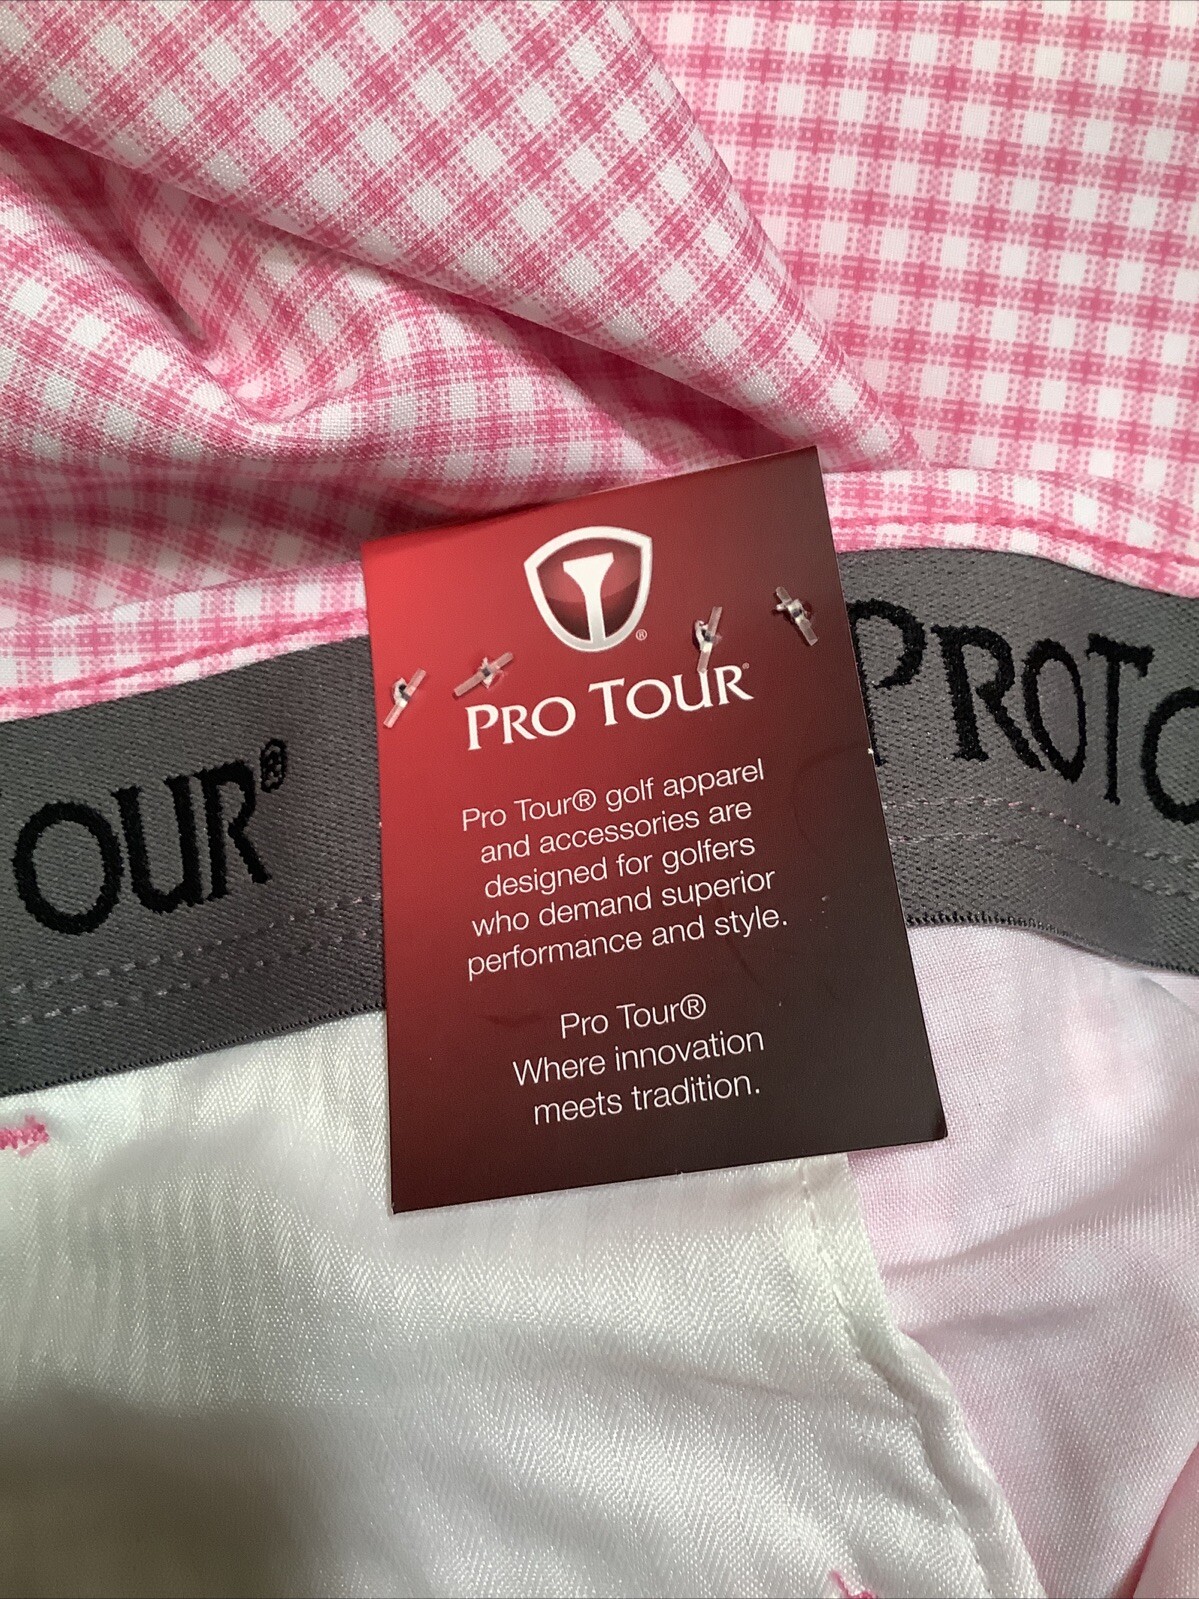 PRO TOUR®
Pro Tour® golf apparel
and accessories are
designed for golfers
who demand superior
performance and style.
Pro Tour®
Where innovation
meets tradition.
OUR®
PROTO